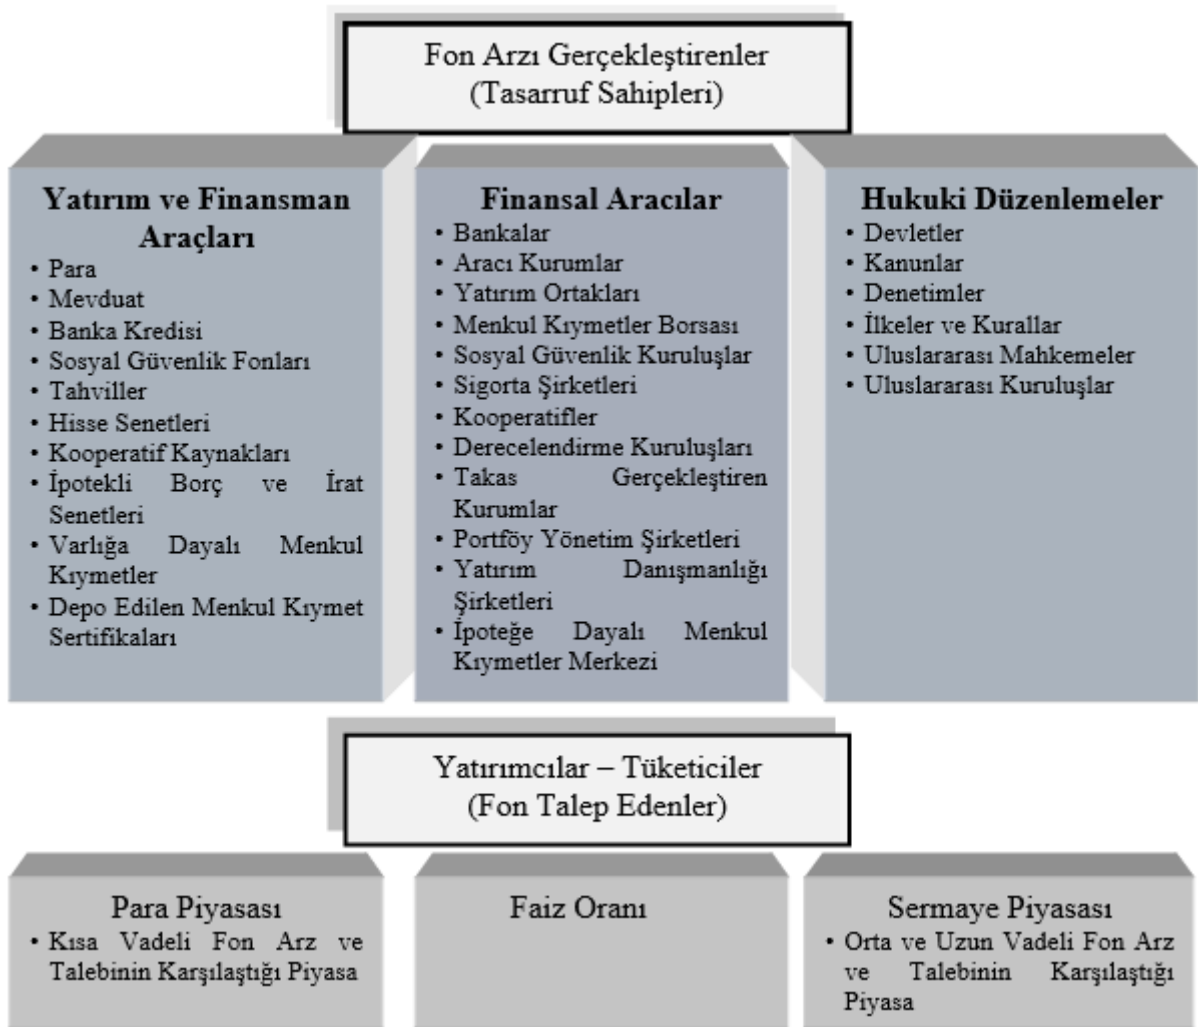 Fon Arzı Gerçekleştirenler
(Tasarruf Sahipleri)
Yatırım ve Finansman
Araçları
• Para
• Mevduat
• Banka Kredisi
• Sosyal Güvenlik Fonları
• Tahviller
• Hisse Senetleri
• Kooperatif Kaynakları
• İpotekli Borç ve İrat
Senetleri
• Varlığa Dayalı Menkul
Kıymetler
• Depo Edilen Menkul Kıymet
Sertifikaları
Finansal Aracılar
• Bankalar
• Aracı Kurumlar
• Yatırım Ortakları
• Menkul Kıymetler Borsası
• Sosyal Güvenlik Kuruluşlar
• Sigorta Şirketleri
• Kooperatifler
• Derecelendirme Kuruluşları
• Takas Gerçekleştiren
Kurumlar
• Portföy Yönetim Şirketleri
• Yatırım Danışmanlığı
Şirketleri
• İpoteğe Dayalı Menkul
Kıymetler Merkezi
Hukuki Düzenlemeler
• Devletler
• Kanunlar
• Denetimler
• İlkeler ve Kurallar
• Uluslararası Mahkemeler
• Uluslararası Kuruluşlar
Yatırımcılar – Tüketiciler
(Fon Talep Edenler)
Para Piyasası
• Kısa Vadeli Fon Arz ve
Talebinin Karşılaştığı Piyasa
Faiz Oranı
Sermaye Piyasası
• Orta ve Uzun Vadeli Fon Arz
ve Talebinin Karşılaştığı
Piyasa